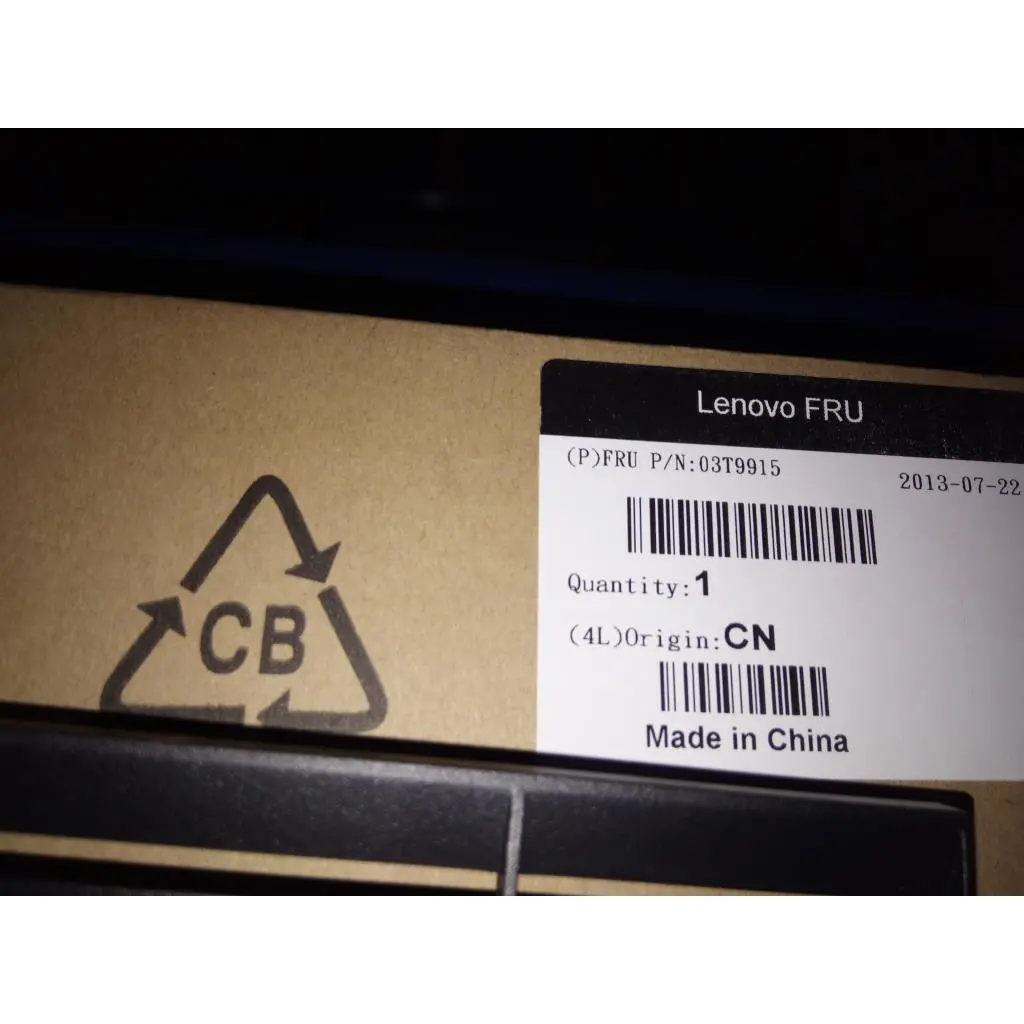 Lenovo FRU
(P)FRU P/N:03T9915
2013-07-22
Quantity:1
(4L)Origin:CN
Made in China
CB